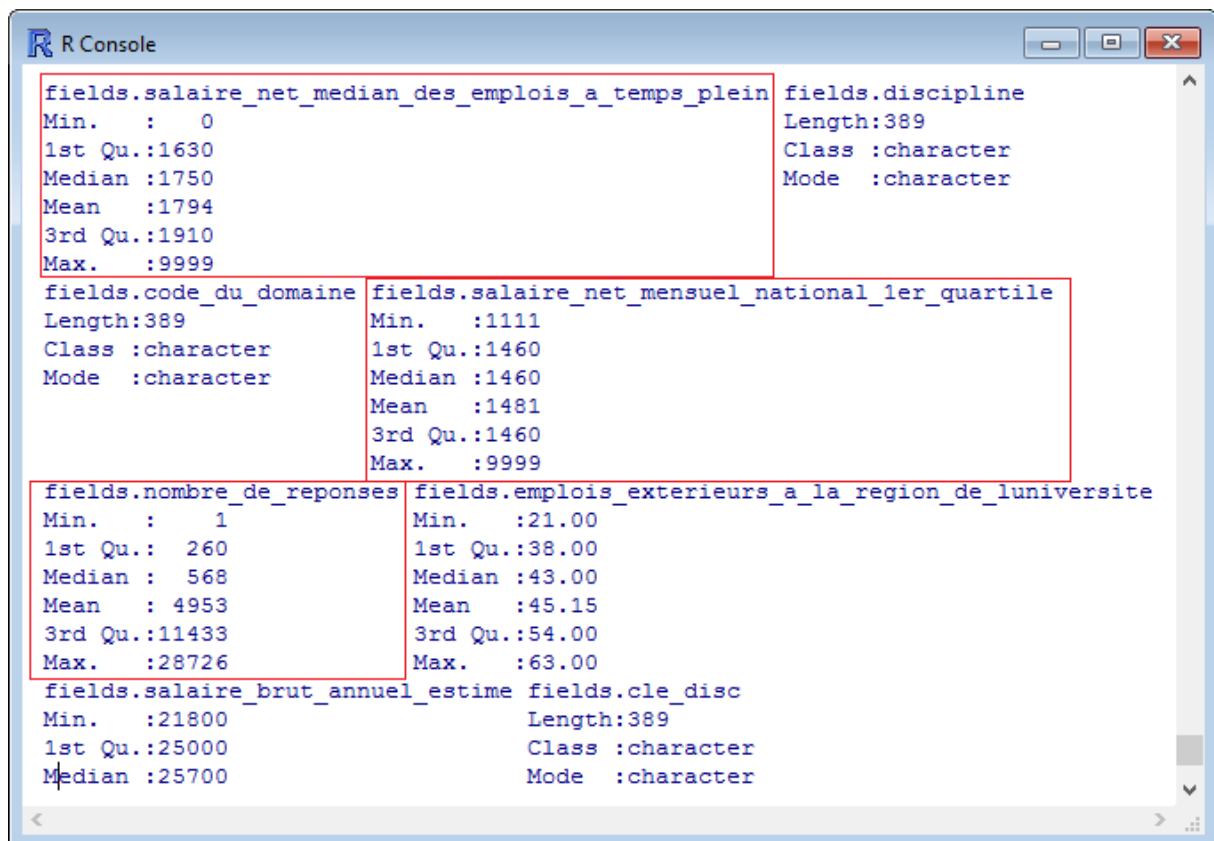 R Console
fields.salaire_net_median_des_emplois_a_temps_plein fields.discipline
Min.   :   0 Length:389
1st Qu.:1630 Class :character
Median :1750 Mode  :character
Mean   :1794
3rd Qu.:1910
Max.   :9999
fields.code_du_domaine fields.salaire_net_mensuel_national_1er_quartile
Length:389 Min.   :1111
Class :character 1st Qu.:1460
Mode  :character Median :1460
Mean   :1481
3rd Qu.:1460
Max.   :9999
fields.nombre_de_reponses fields.emplois_exterieurs_a_la_region_de_luniversite
Min.   :    1 Min.   :21.00
1st Qu.:  260 1st Qu.:38.00
Median :  568 Median :43.00
Mean   : 4953 Mean   :45.15
3rd Qu.:11433 3rd Qu.:54.00
Max.   :28726 Max.   :63.00
fields.salaire_brut_annuel_estime fields.cle_disc
Min.   :21800 Length:389
1st Qu.:25000 Class :character
Median :25700 Mode  :character